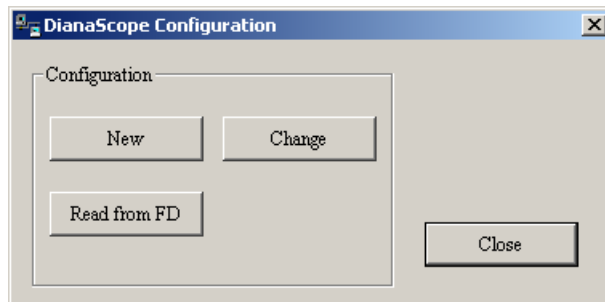 DianaScope Configuration
Configuration
New
Change
Read from FD
Close